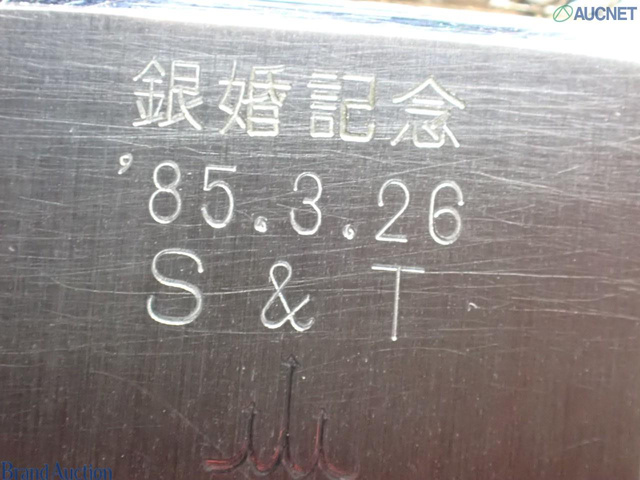 AUCNET
銀婚記念
'85.3.26
S & T
Brand Auction